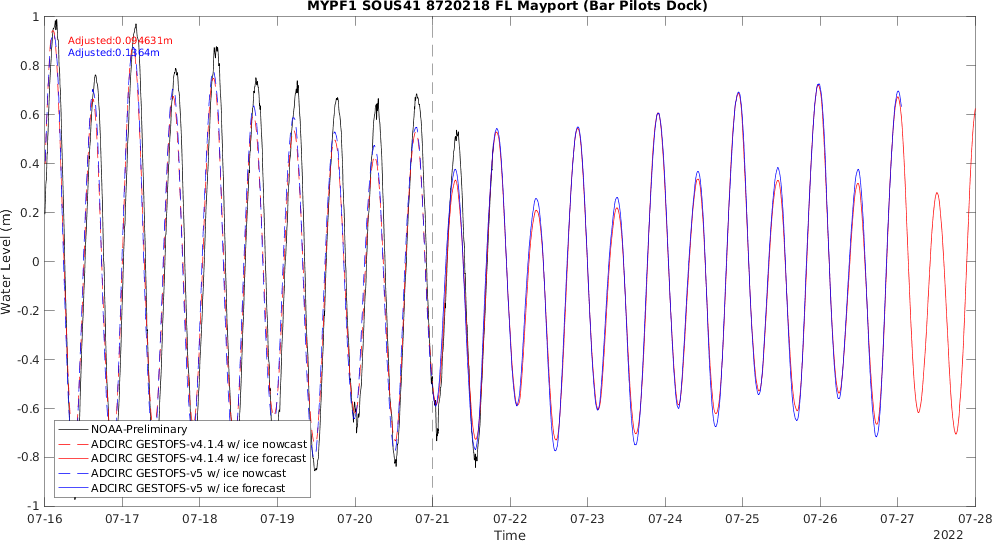 MYPF1 SOUS41 8720218 FL Mayport (Bar Pilots Dock)
Adjusted:0.094631m
Adjusted:0.1364m
Water Level (m)
1
0.8
0.6
0.4
0.2
0
-0.2
-0.4
-0.6
-0.8
-1
NOAA-Preliminary
ADCIRC GESTOFS-v4.1.4 w/ ice nowcast
ADCIRC GESTOFS-v4.1.4 w/ ice forecast
ADCIRC GESTOFS-v5 w/ ice nowcast
ADCIRC GESTOFS-v5 w/ ice forecast
07-16 07-17 07-18 07-19 07-20 07-21 07-22 07-23 07-24 07-25 07-26 07-27 07-28
Time
2022